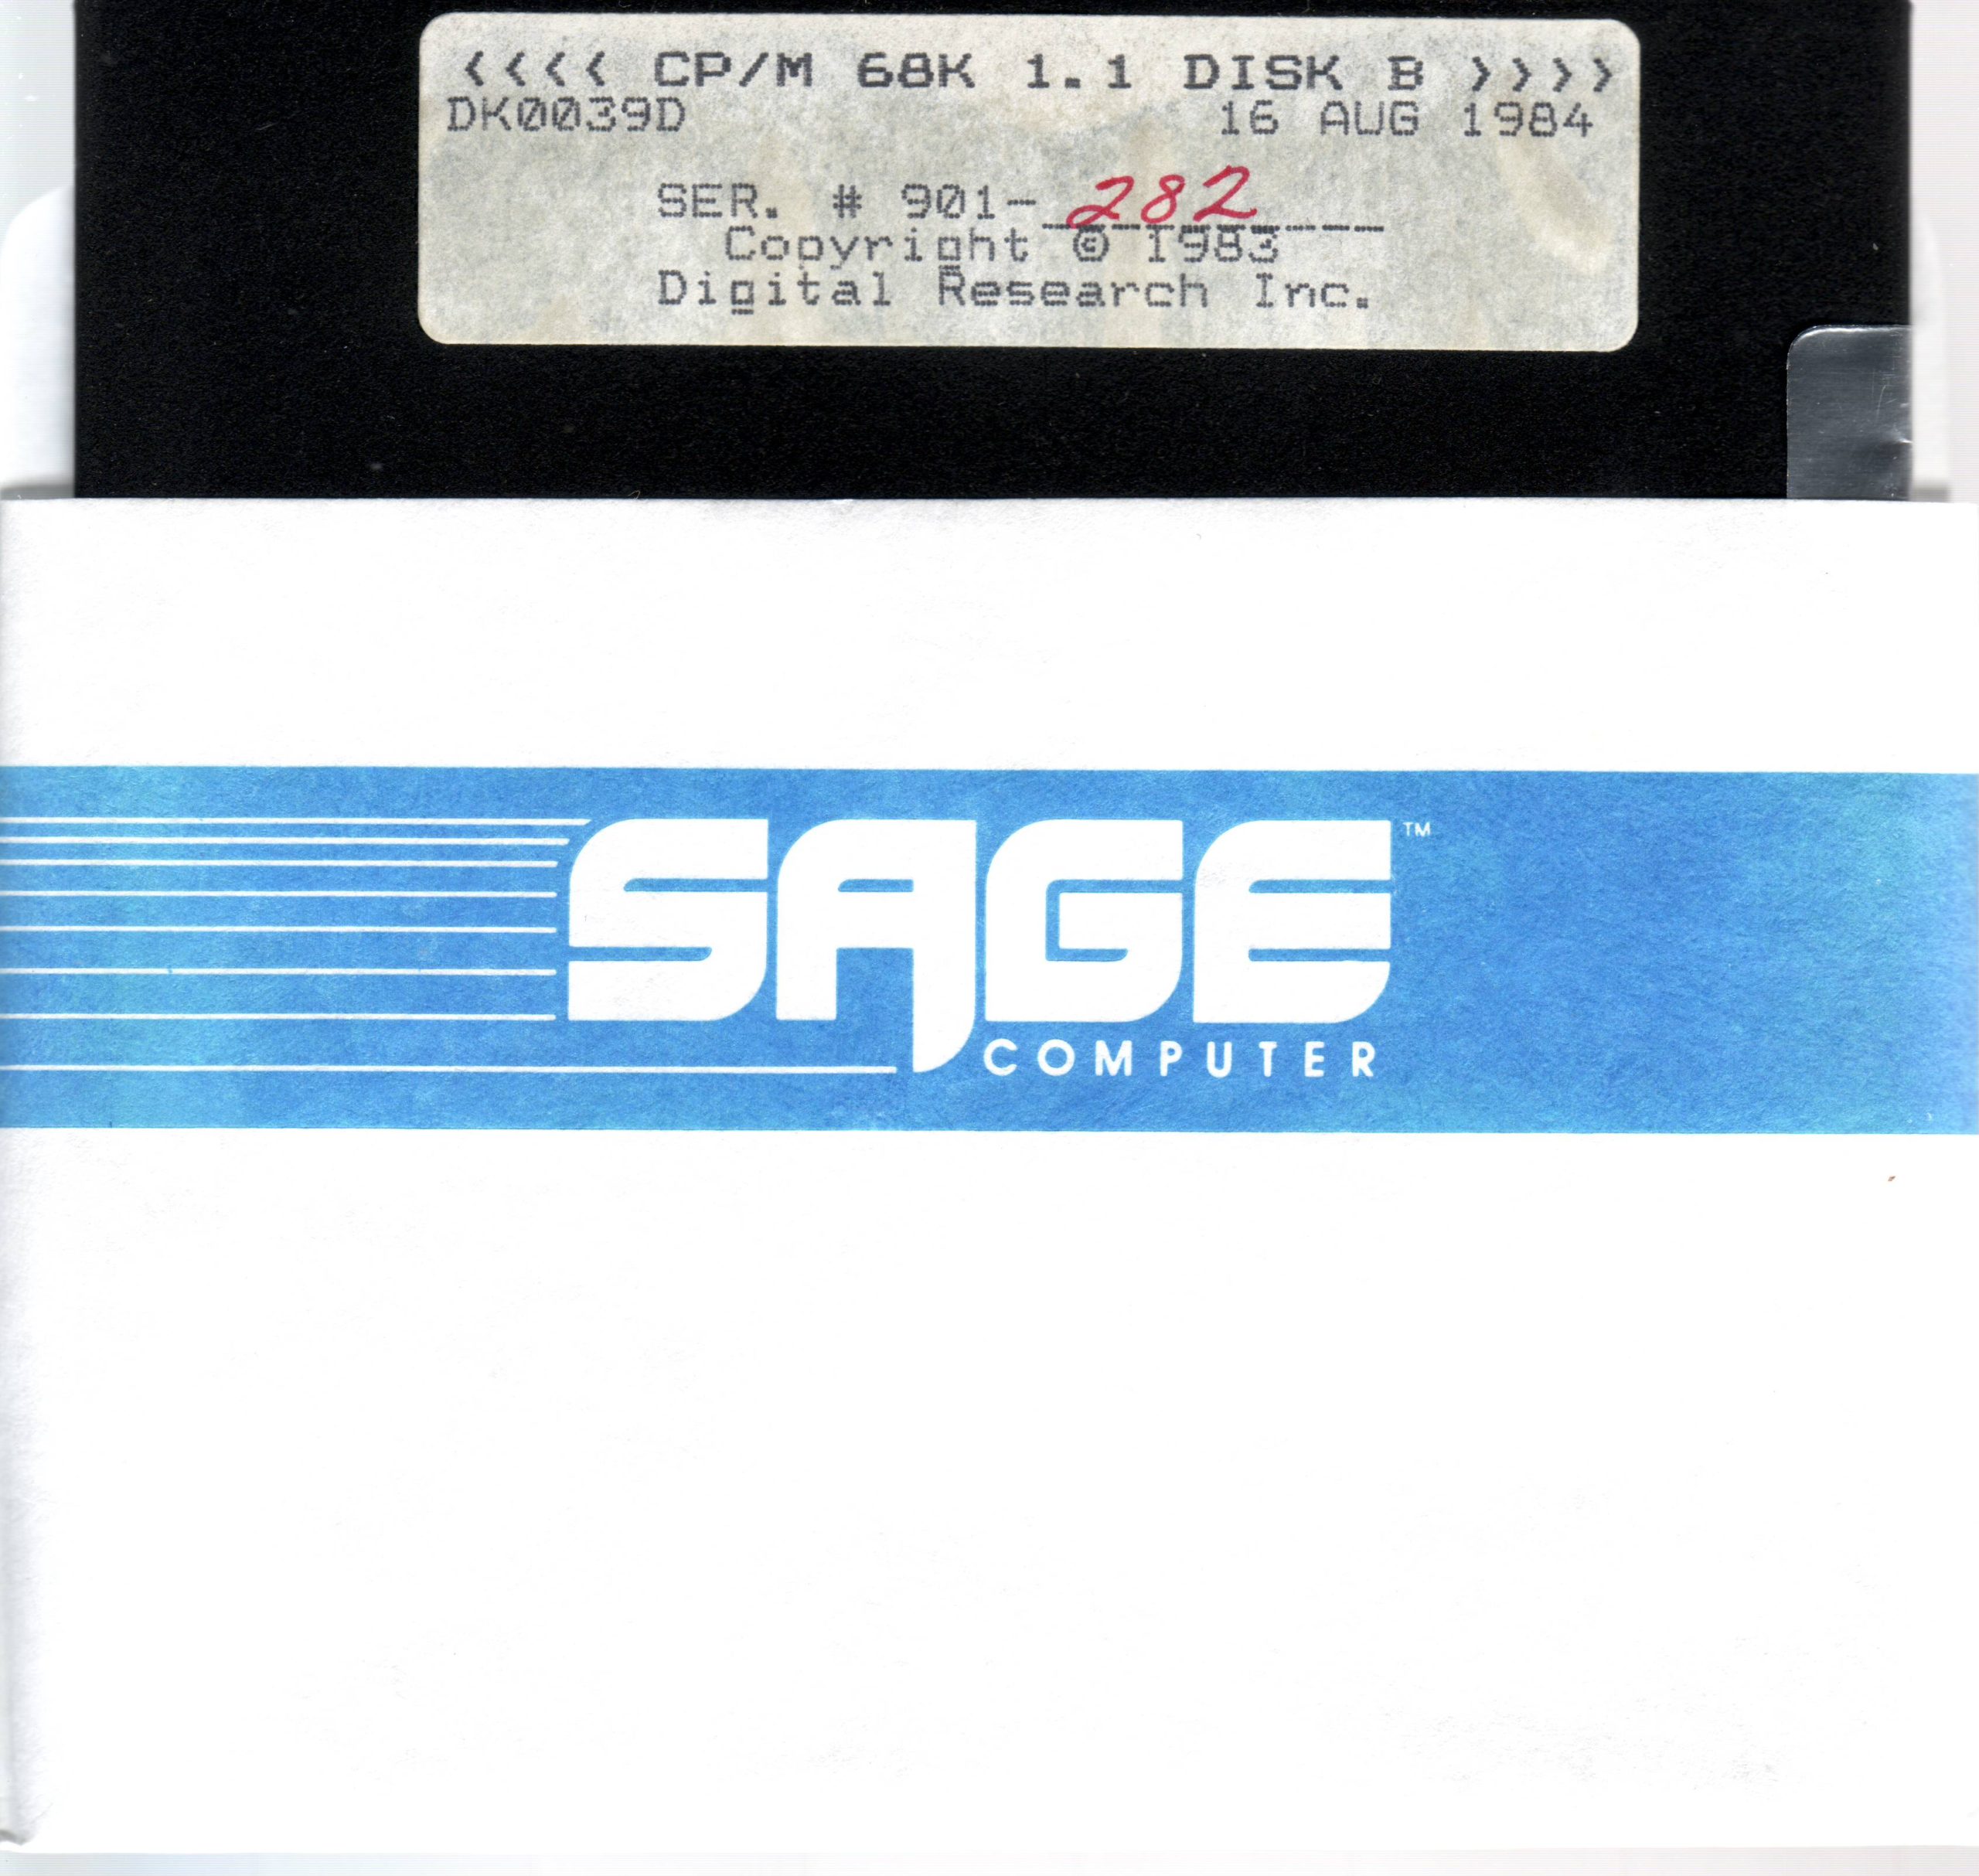 <<<< CP/M 68K 1.1 DISK B >>>>
DK0039D 16 AUG 1984
SER. # 901-282
Copyright © 1983
Digital Research Inc.
SAGE™
COMPUTER